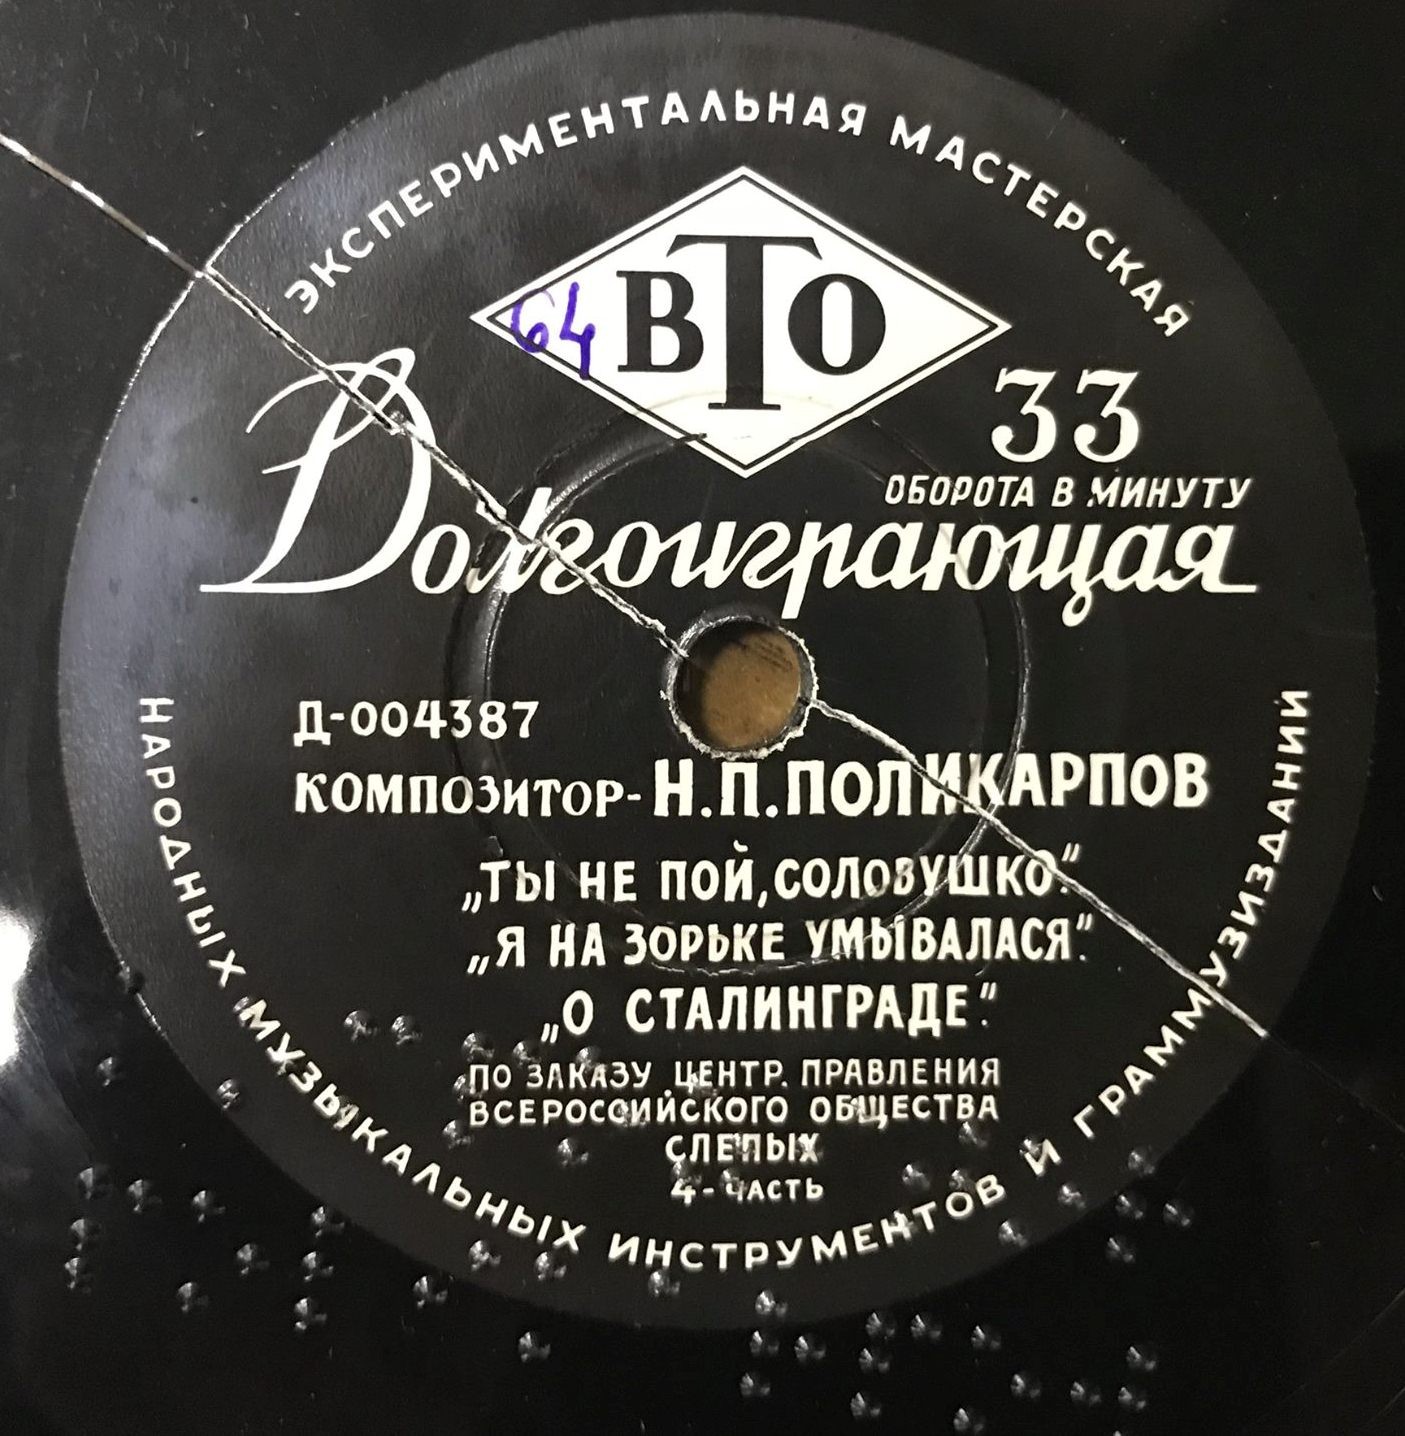 ЭКСПЕРИМЕНТАЛЬНАЯ МАСТЕРСКАЯ
ВТО
64
33
ОБОРОТА В МИНУТУ
Долгоиграющая
Д-004387
КОМПОЗИТОР-Н.П.ПОЛИКАРПОВ
„ТЫ НЕ ПОЙ, СОЛОВУШКО“.
„Я НА ЗОРЬКЕ УМЫВАЛАСЯ“.
„О СТАЛИНГРАДЕ“.
ПО ЗАКАЗУ ЦЕНТР. ПРАВЛЕНИЯ
ВСЕРОССИЙСКОГО ОБЩЕСТВА
СЛЕПЫХ
4-ЧАСТЬ
НАРОДНЫХ МУЗЫКАЛЬНЫХ ИНСТРУМЕНТОВ И ГРАММУЗИЗДАНИЙ